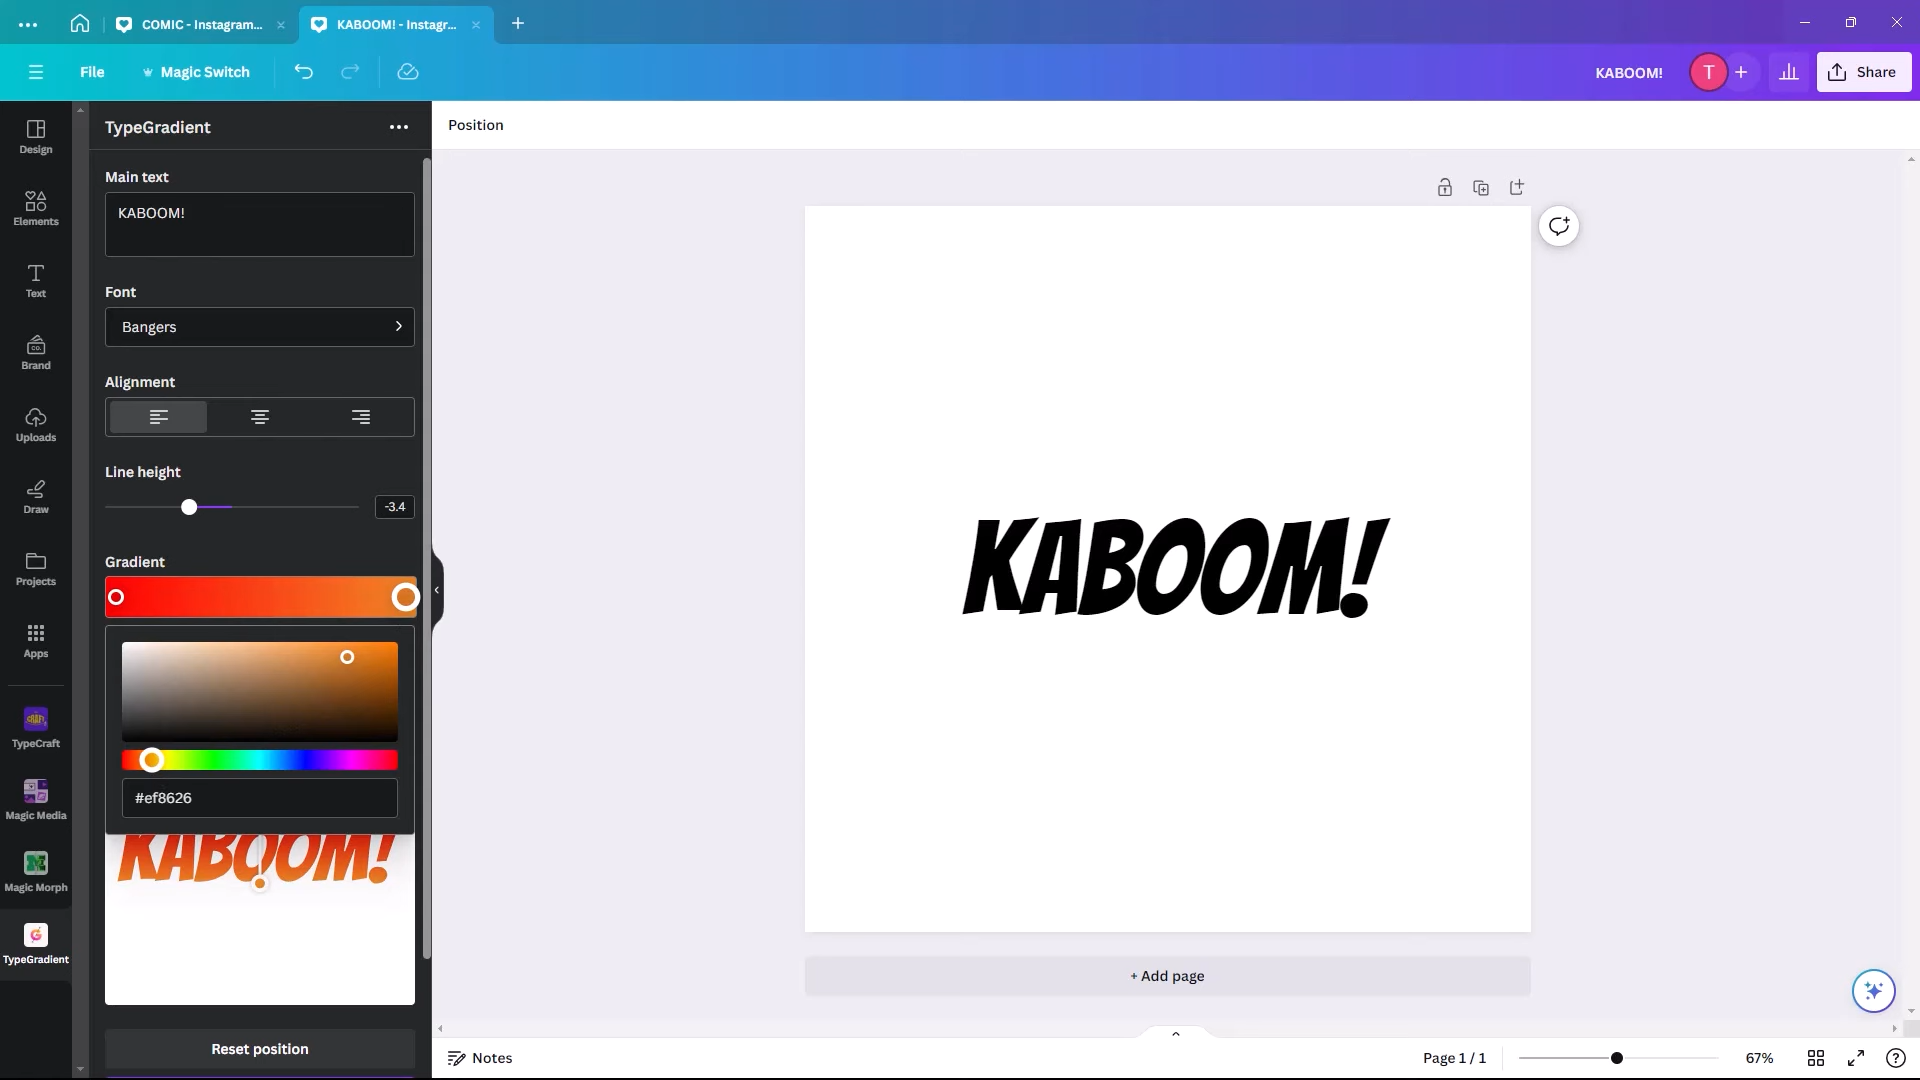 COMIC - Instagram...
KABOOM! - Instagr...
File
Magic Switch
KABOOM!
T
Share
Design
Elements
Text
CO.
Brand
Uploads
Draw
Projects
Apps
CRAFT
TypeCraft
Magic Media
Magic Morph
TypeGradient
TypeGradient
Main text
KABOOM!
Font
Bangers
Alignment
Line height
-3.4
Gradient
#ef8626
KABOOM!
Reset position
Position
KABOOM!
+ Add page
Notes
Page 1 / 1
67%